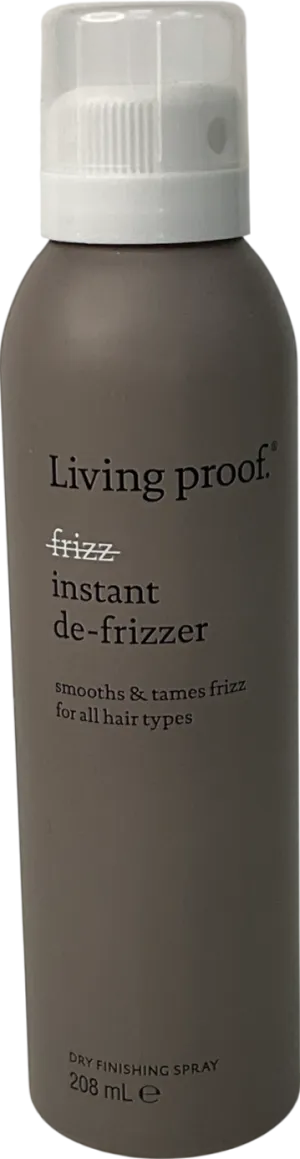 Living proof.®
frizz
instant
de-frizzer
smooths & tames frizz
for all hair types
DRY FINISHING SPRAY
208 mL ℮